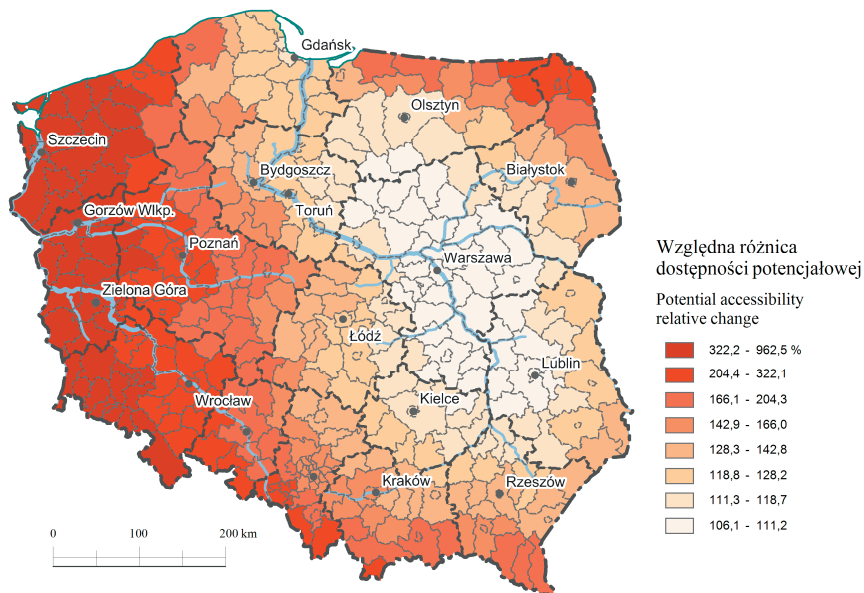 Gdańsk
Olsztyn
Szczecin
Białystok
Bydgoszcz
Toruń
Gorzów Wlkp.
Poznań
Warszawa
Zielona Góra
Łódź
Lublin
Wrocław
Kielce
Kraków
Rzeszów
Względna różnica
dostępności potencjałowej
Potencial accessibility
relative change
322,2 - 962,5 %
204,4 - 322,1
166,1 - 204,3
142,9 - 166,0
128,3 - 142,8
118,8 - 128,2
111,3 - 118,7
106,1 - 111,2
0 100 200 km